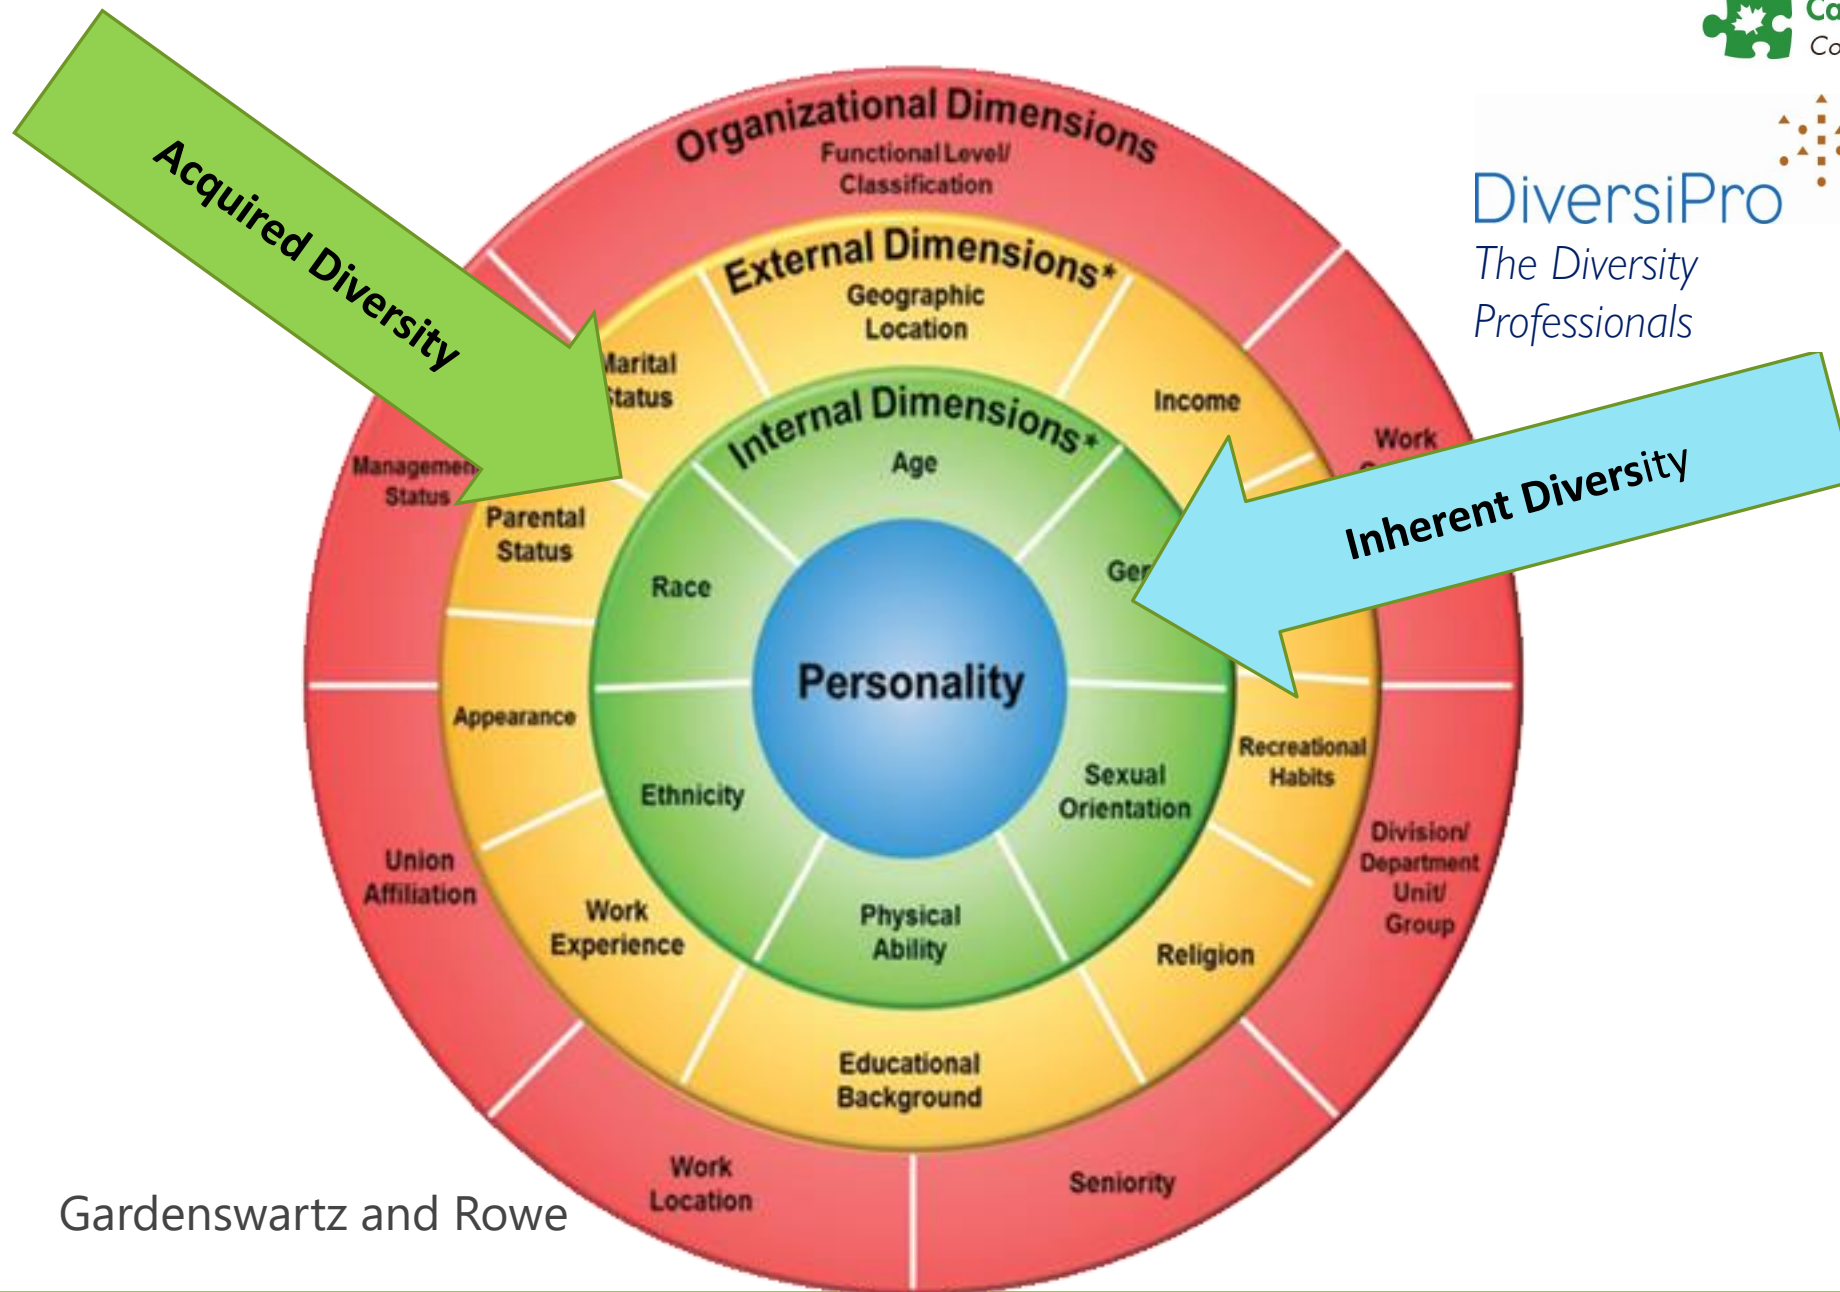 Acquired Diversity
Organizational Dimensions
Functional Level/
Classification
External Dimensions*
Geographic
Location
Marital
Status
Income
Work
Internal Dimensions*
Age
Management
Status
Parental
Status
Race
Personality
Appearance
Ethnicity
Sexual
Orientation
Recreational
Habits
Union
Affiliation
Work
Experience
Physical
Ability
Religion
Division/
Department
Unit/
Group
Educational
Background
Work
Location
Seniority
DiversiPro
The Diversity
Professionals
Inherent Diversity
Gardenswartz and Rowe